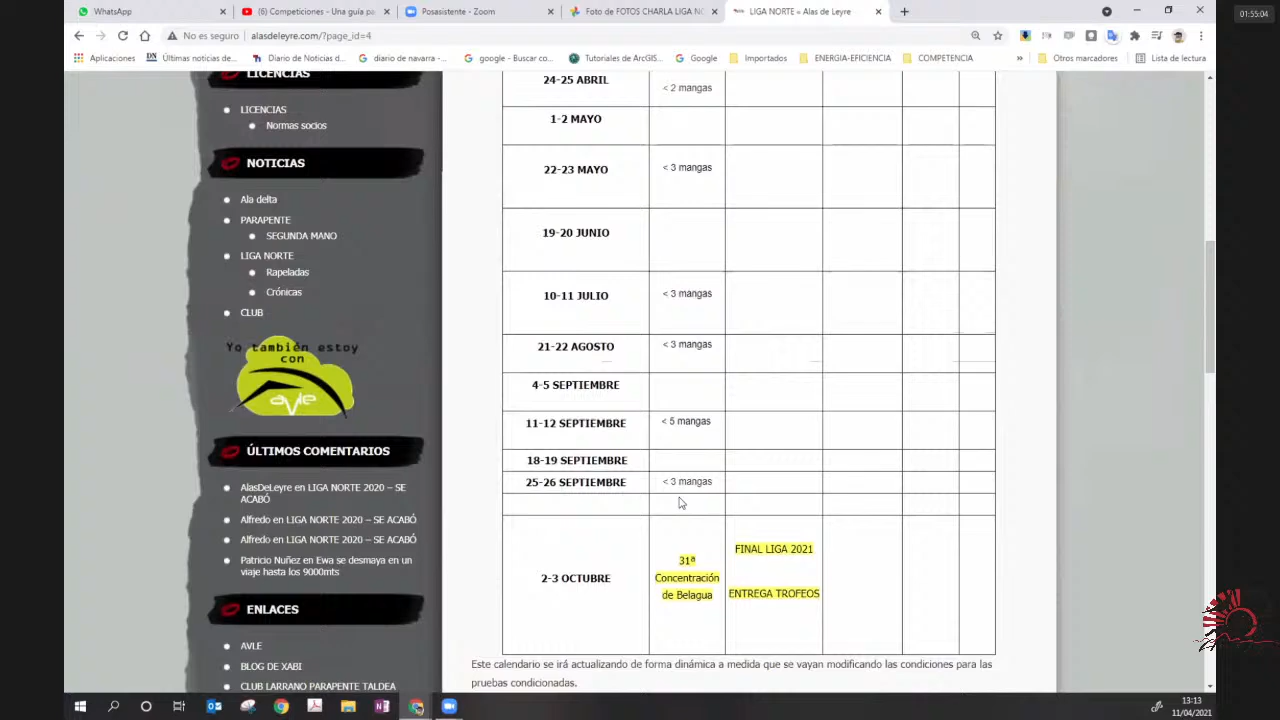 WhatsApp
(6) Competiciones - Una guía pa
Posasistente - Zoom
Foto de FOTOS CHARLA LIGA NO
LIGA NORTE « Alas de Leyre
01:55:04
No es seguro
alasdeleyre.com/?page_id=4
Aplicaciones
Últimas noticias de...
Diario de Noticias d...
diario de navarra -...
google - Buscar co...
Tutoriales de ArcGIS...
Google
Importados
ENERGIA-EFICIENCIA
COMPETENCIA
»
Otros marcadores
Lista de lectura
LICENCIAS
LICENCIAS
Normas socios
NOTICIAS
Ala delta
PARAPENTE
SEGUNDA MANO
LIGA NORTE
Rapeladas
Crónicas
CLUB
Yo también estoy
con
avle
ÚLTIMOS COMENTARIOS
AlasDeLeyre en LIGA NORTE 2020 – SE
ACABÓ
Alfredo en LIGA NORTE 2020 – SE ACABÓ
Alfredo en LIGA NORTE 2020 – SE ACABÓ
Patricio Nuñez en Ewa se desmaya en un
viaje hasta los 9000mts
ENLACES
AVLE
BLOG DE XABI
CLUB LARRANO PARAPENTE TALDEA
24-25 ABRIL
< 2 mangas
1-2 MAYO
22-23 MAYO
< 3 mangas
19-20 JUNIO
10-11 JULIO
< 3 mangas
21-22 AGOSTO
< 3 mangas
4-5 SEPTIEMBRE
11-12 SEPTIEMBRE
< 5 mangas
18-19 SEPTIEMBRE
25-26 SEPTIEMBRE
< 3 mangas
2-3 OCTUBRE
31ª
Concentración
de Belagua
FINAL LIGA 2021
ENTREGA TROFEOS
Este calendario se irá actualizando de forma dinámica a medida que se vayan modificando las condiciones para las
pruebas condicionadas.
13:13
11/04/2021